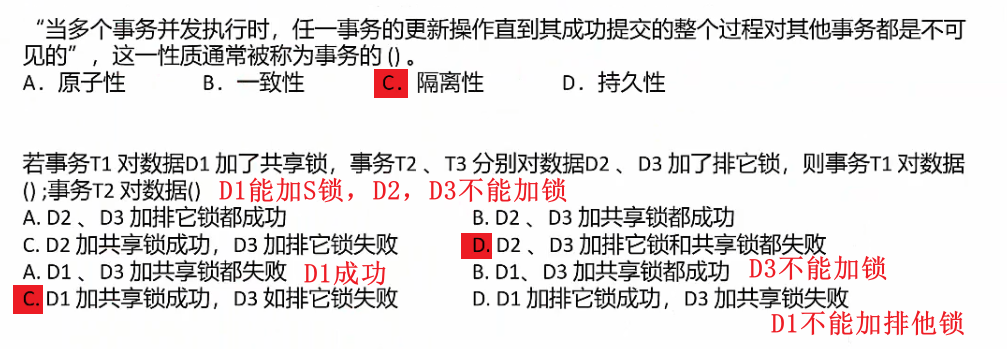 “当多个事务并发执行时，任一事务的更新操作直到其成功提交的整个过程对其他事务都是不可
见的”，这一性质通常被称为事务的 () 。
A．原子性 B．一致性 C．隔离性 D．持久性
若事务T1 对数据D1 加了共享锁，事务T2 、T3 分别对数据D2 、D3 加了排它锁，则事务T1 对数据
() ;事务T2 对数据() D1能加S锁，D2，D3不能加锁
A. D2 、D3 加排它锁都成功 B. D2 、D3 加共享锁都成功
C. D2 加共享锁成功，D3 加排它锁失败 D. D2 、D3 加排它锁和共享锁都失败
A. D1 、D3 加共享锁都失败 D1成功 B. D1、D3 加共享锁都成功 D3不能加锁
C. D1 加共享锁成功，D3 如排它锁失败 D. D1 加排它锁成功，D3 加共享锁失败
D1不能加排他锁